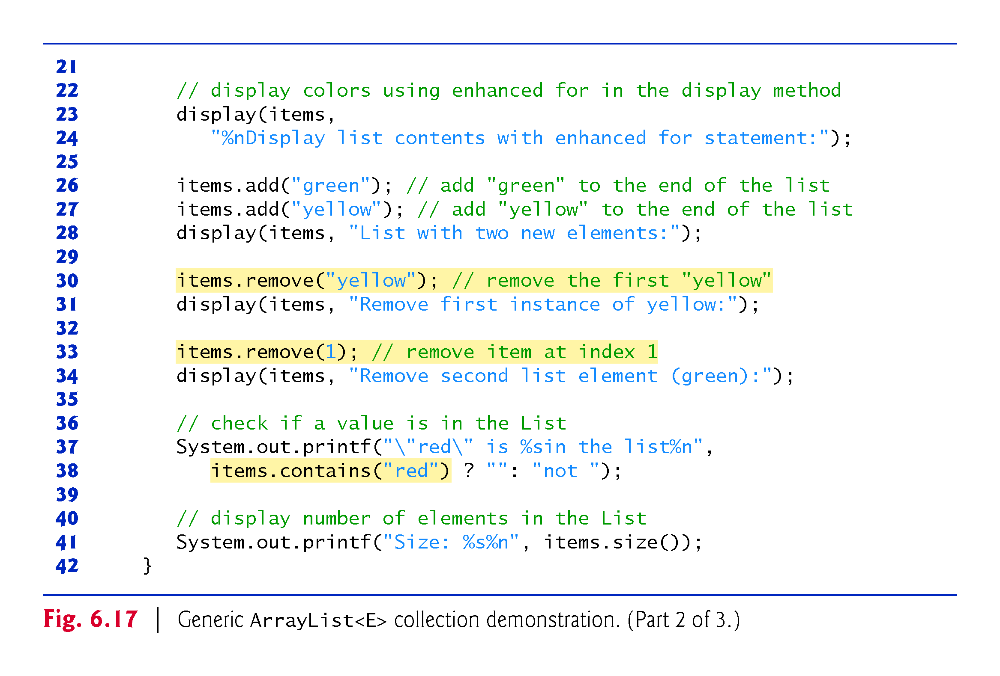 21
22 // display colors using enhanced for in the display method
23 display(items,
24 "%nDisplay list contents with enhanced for statement:");
25
26 items.add("green"); // add "green" to the end of the list
27 items.add("yellow"); // add "yellow" to the end of the list
28 display(items, "List with two new elements:");
29
30 items.remove("yellow"); // remove the first "yellow"
31 display(items, "Remove first instance of yellow:");
32
33 items.remove(1); // remove item at index 1
34 display(items, "Remove second list element (green):");
35
36 // check if a value is in the List
37 System.out.printf("\"red\" is %sin the list%n",
38 items.contains("red") ? "": "not ");
39
40 // display number of elements in the List
41 System.out.printf("Size: %s%n", items.size());
42 }
Fig. 6.17 | Generic ArrayList<E> collection demonstration. (Part 2 of 3.)